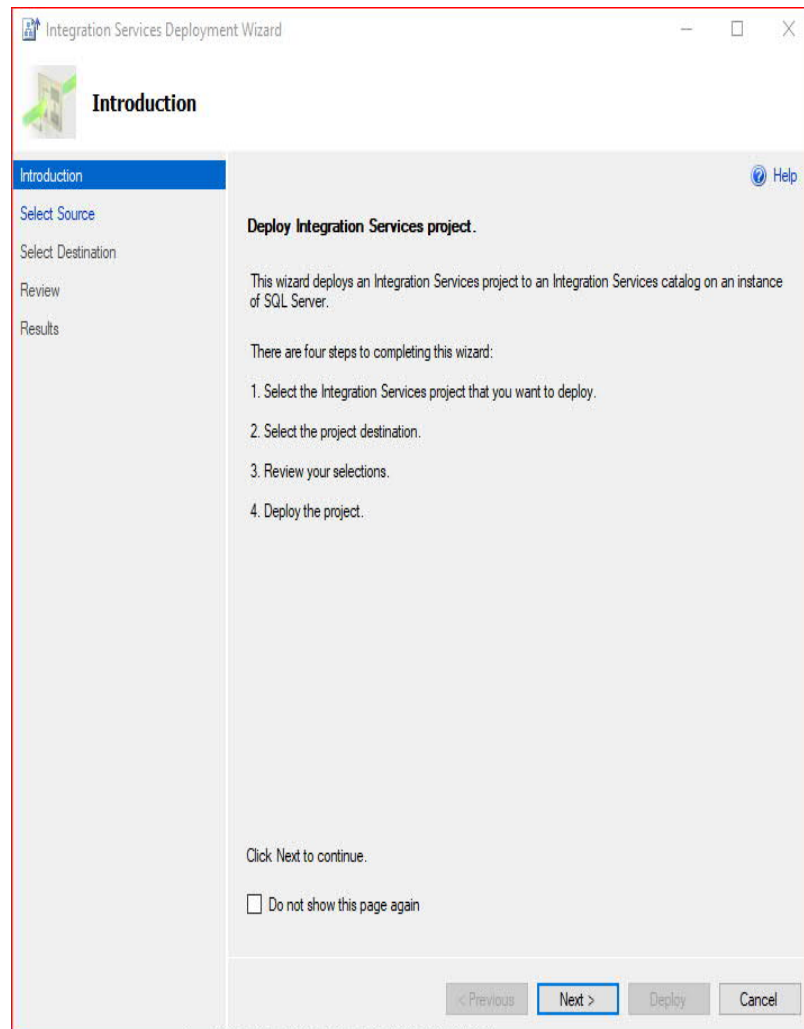 Integration Services Deployment Wizard
Introduction
Introduction
Select Source
Select Destination
Review
Results
Help
Deploy Integration Services project.
This wizard deploys an Integration Services project to an Integration Services catalog on an instance
of SQL Server.
There are four steps to completing this wizard:
1. Select the Integration Services project that you want to deploy.
2. Select the project destination.
3. Review your selections.
4. Deploy the project.
Click Next to continue.
Do not show this page again
< Previous
Next >
Deploy
Cancel